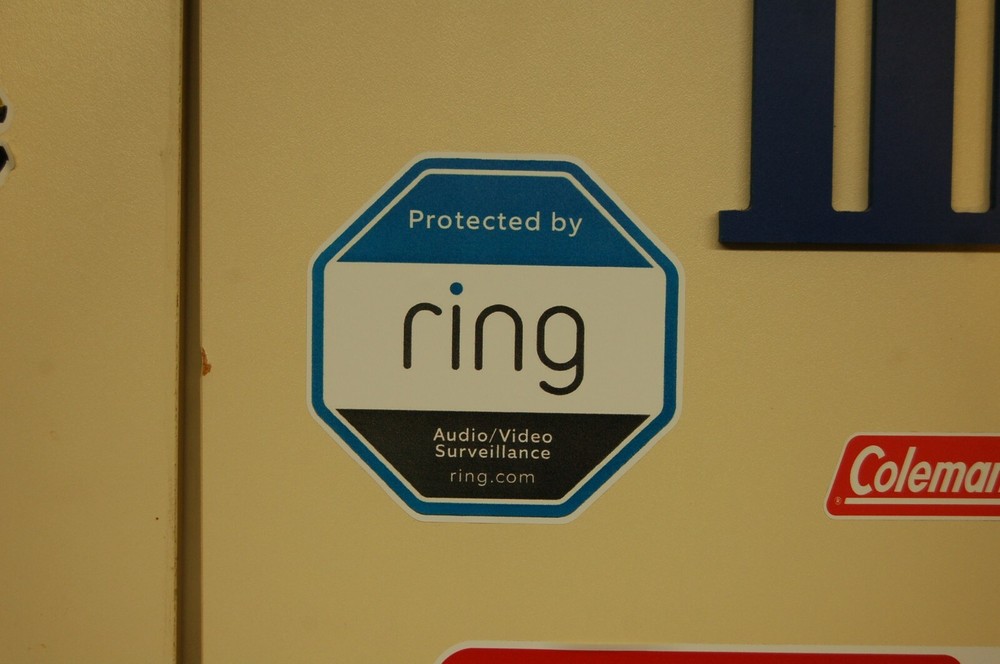 Protected by
ring
Audio/Video
Surveillance
ring.com
Coleman